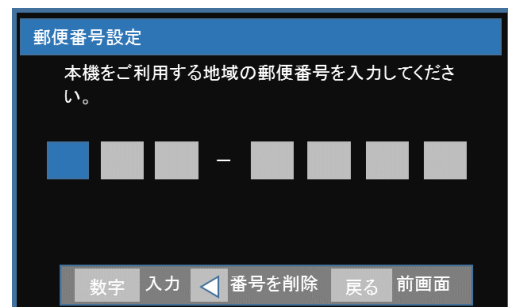 郵便番号設定
本機をご利用する地域の郵便番号を入力してくださ
い。
–
数字 入力 ◁ 番号を削除 戻る 前画面